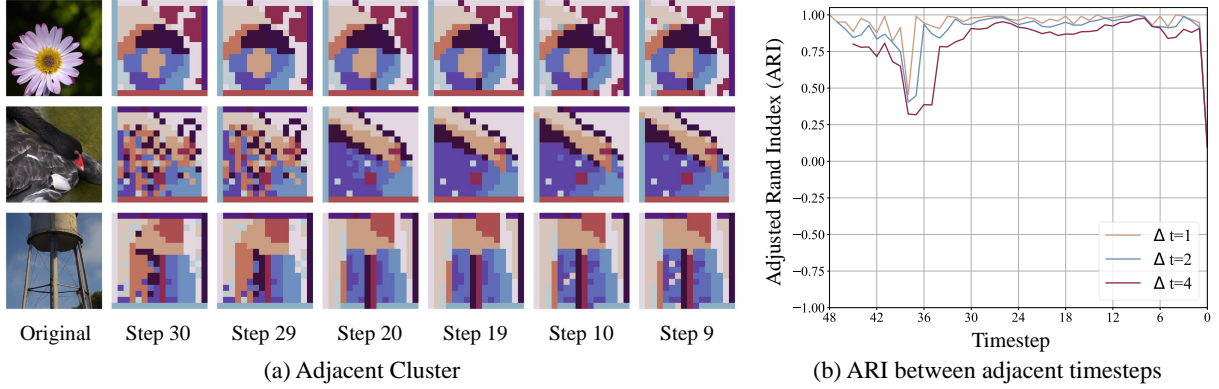 Original
Step 30
Step 29
Step 20
Step 19
Step 10
Step 9
(a) Adjacent Cluster
Adjusted Rand Inddex (ARI)
1.00
0.75
0.50
0.25
0.00
−0.25
−0.50
−0.75
−1.00
Δ t=1
Δ t=2
Δ t=4
48
42
36
30
24
18
12
6
0
Timestep
(b) ARI between adjacent timesteps